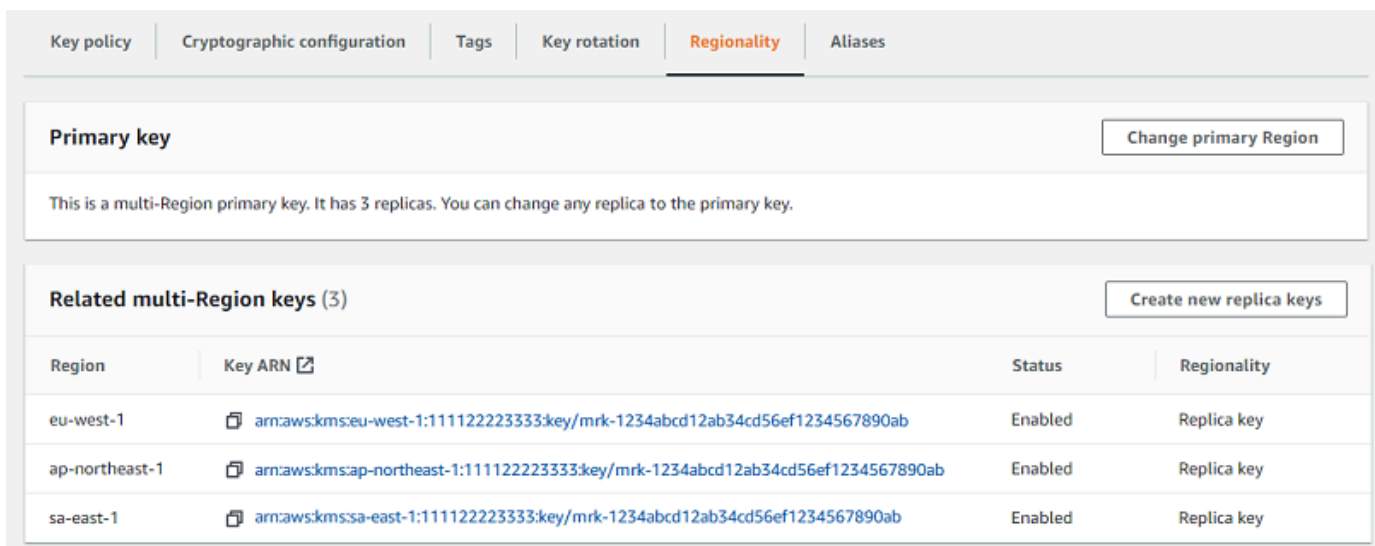 Key policy Cryptographic configuration Tags Key rotation Regionality Aliases
Primary key Change primary Region
This is a multi-Region primary key. It has 3 replicas. You can change any replica to the primary key.
Related multi-Region keys (3) Create new replica keys
Region Key ARN Status Regionality
eu-west-1 arn:aws:kms:eu-west-1:111122223333:key/mrk-1234abcd12ab34cd56ef1234567890ab Enabled Replica key
ap-northeast-1 arn:aws:kms:ap-northeast-1:111122223333:key/mrk-1234abcd12ab34cd56ef1234567890ab Enabled Replica key
sa-east-1 arn:aws:kms:sa-east-1:111122223333:key/mrk-1234abcd12ab34cd56ef1234567890ab Enabled Replica key